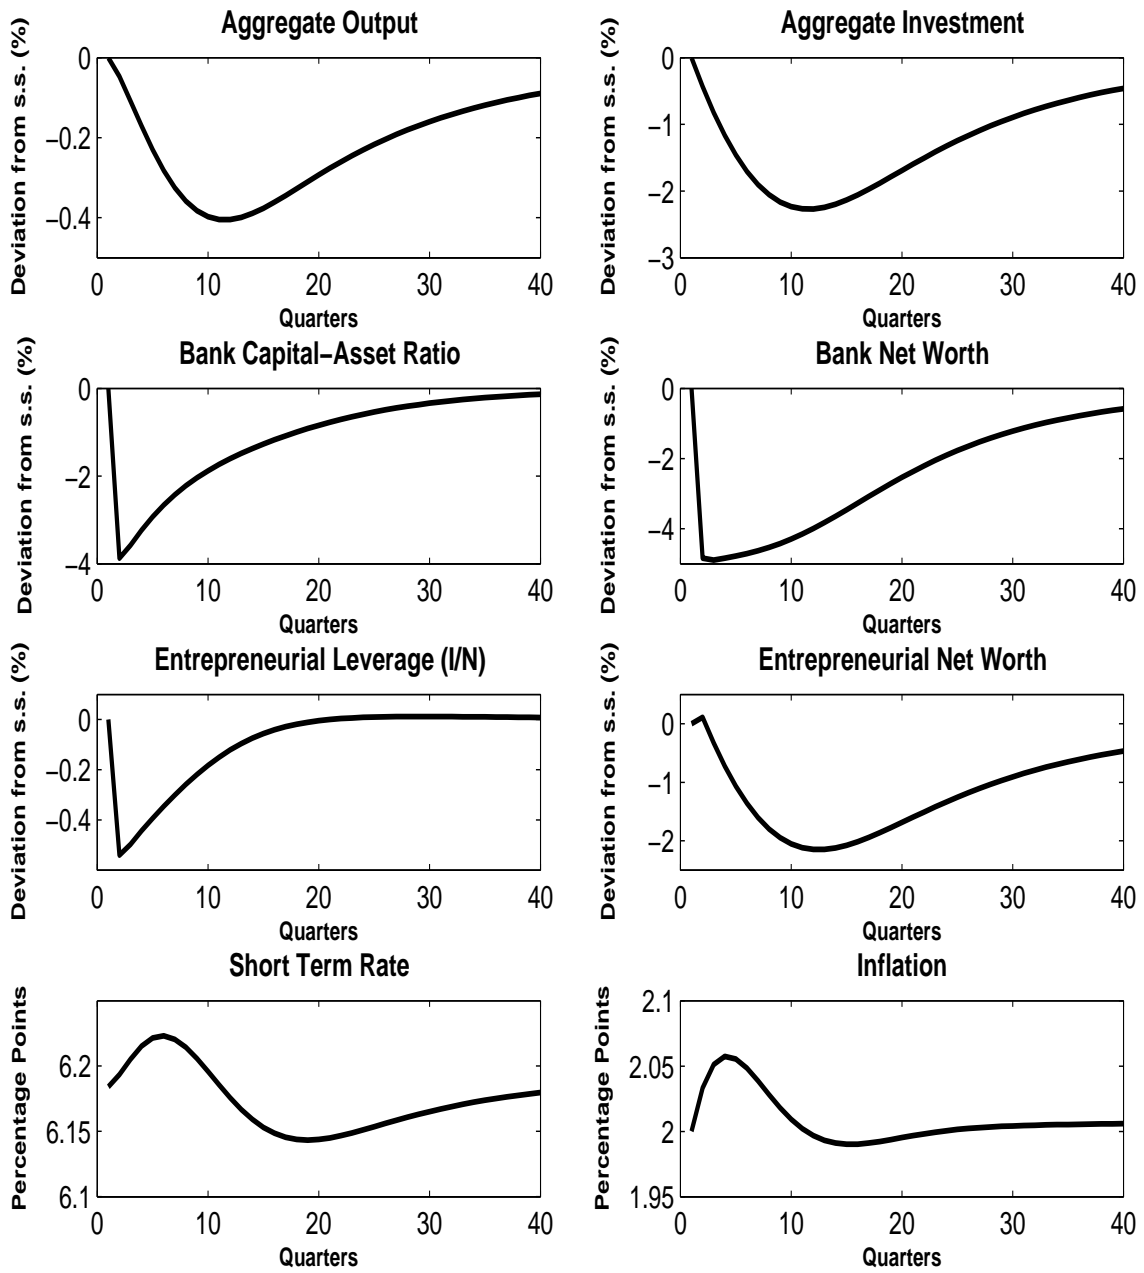 Aggregate Output
Deviation from s.s. (%)
0
−0.2
−0.4
0 10 20 30 40
Quarters
Aggregate Investment
Deviation from s.s. (%)
0
−1
−2
−3
0 10 20 30 40
Quarters
Bank Capital−Asset Ratio
Deviation from s.s. (%)
0
−2
−4
0 10 20 30 40
Quarters
Bank Net Worth
Deviation from s.s. (%)
0
−2
−4
0 10 20 30 40
Quarters
Entrepreneurial Leverage (I/N)
Deviation from s.s. (%)
0
−0.2
−0.4
0 10 20 30 40
Quarters
Entrepreneurial Net Worth
Deviation from s.s. (%)
0
−1
−2
0 10 20 30 40
Quarters
Short Term Rate
Percentage Points
6.2
6.15
6.1
0 10 20 30 40
Quarters
Inflation
Percentage Points
2.1
2.05
2
1.95
0 10 20 30 40
Quarters